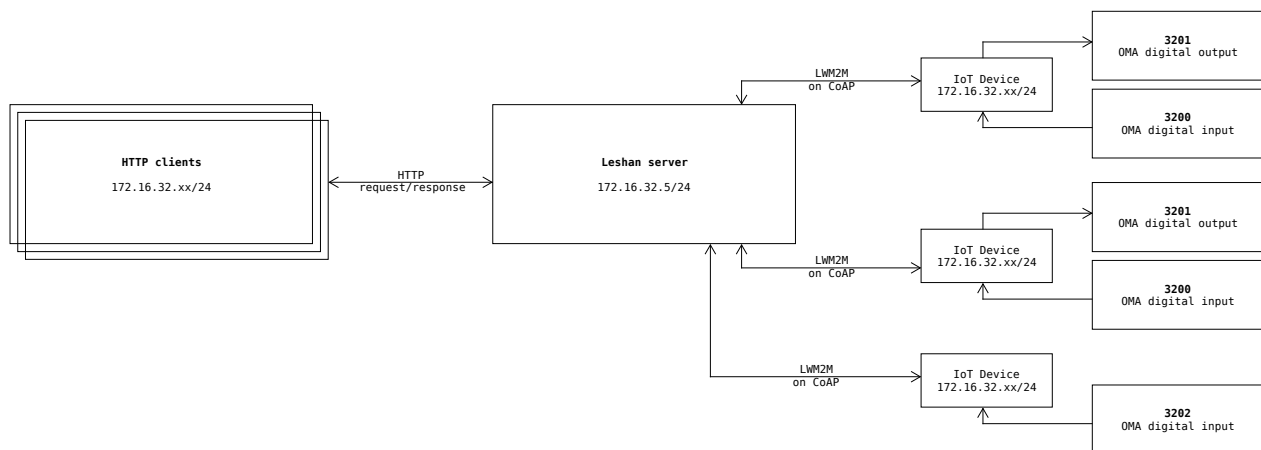 HTTP clients
172.16.32.xx/24
HTTP
request/response
Leshan server
172.16.32.5/24
LWM2M
on CoAP
IoT Device
172.16.32.xx/24
3201
OMA digital output
3200
OMA digital input
LWM2M
on CoAP
IoT Device
172.16.32.xx/24
3201
OMA digital output
3200
OMA digital input
LWM2M
on CoAP
IoT Device
172.16.32.xx/24
3202
OMA digital input